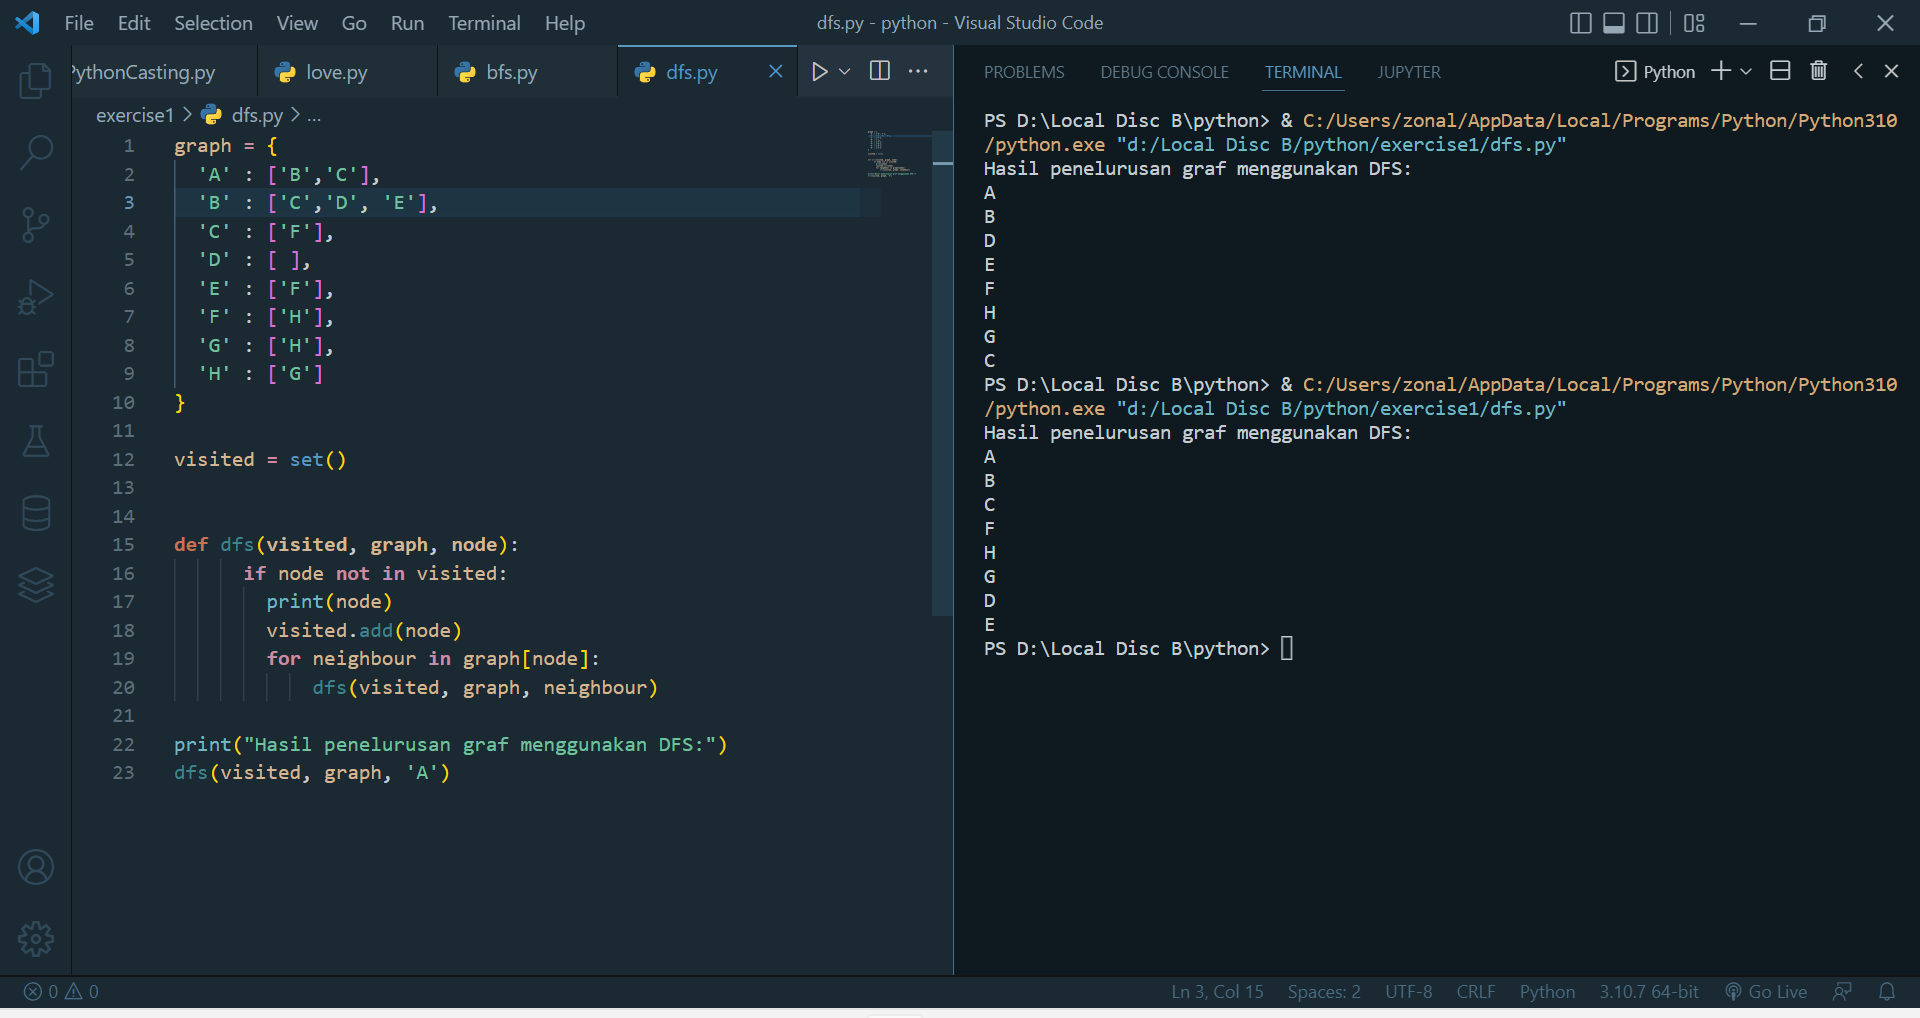 File Edit Selection View Go Run Terminal Help
dfs.py - python - Visual Studio Code
PythonCasting.py
love.py
bfs.py
dfs.py
exercise1 > dfs.py > ...
1 graph = {
2 'A' : ['B','C'],
3 'B' : ['C','D', 'E'],
4 'C' : ['F'],
5 'D' : [ ],
6 'E' : ['F'],
7 'F' : ['H'],
8 'G' : ['H'],
9 'H' : ['G']
10 }
11
12 visited = set()
13
14
15 def dfs(visited, graph, node):
16 if node not in visited:
17 print(node)
18 visited.add(node)
19 for neighbour in graph[node]:
20 dfs(visited, graph, neighbour)
21
22 print("Hasil penelurusan graf menggunakan DFS:")
23 dfs(visited, graph, 'A')
PROBLEMS DEBUG CONSOLE TERMINAL JUPYTER
Python
PS D:\Local Disc B\python> & C:/Users/zonal/AppData/Local/Programs/Python/Python310
/python.exe "d:/Local Disc B/python/exercise1/dfs.py"
Hasil penelurusan graf menggunakan DFS:
A
B
D
E
F
H
G
C
PS D:\Local Disc B\python> & C:/Users/zonal/AppData/Local/Programs/Python/Python310
/python.exe "d:/Local Disc B/python/exercise1/dfs.py"
Hasil penelurusan graf menggunakan DFS:
A
B
C
F
H
G
D
E
PS D:\Local Disc B\python>
0 0
Ln 3, Col 15 Spaces: 2 UTF-8 CRLF Python 3.10.7 64-bit Go Live